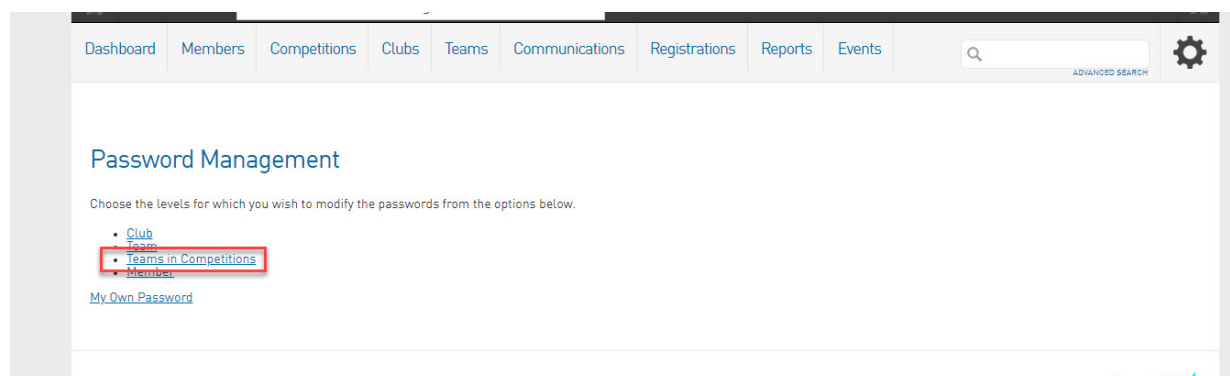 Dashboard Members Competitions Clubs Teams Communications Registrations Reports Events
ADVANCED SEARCH
Password Management
Choose the levels for which you wish to modify the passwords from the options below.
Club
Team
Teams in Competitions
Member
My Own Password